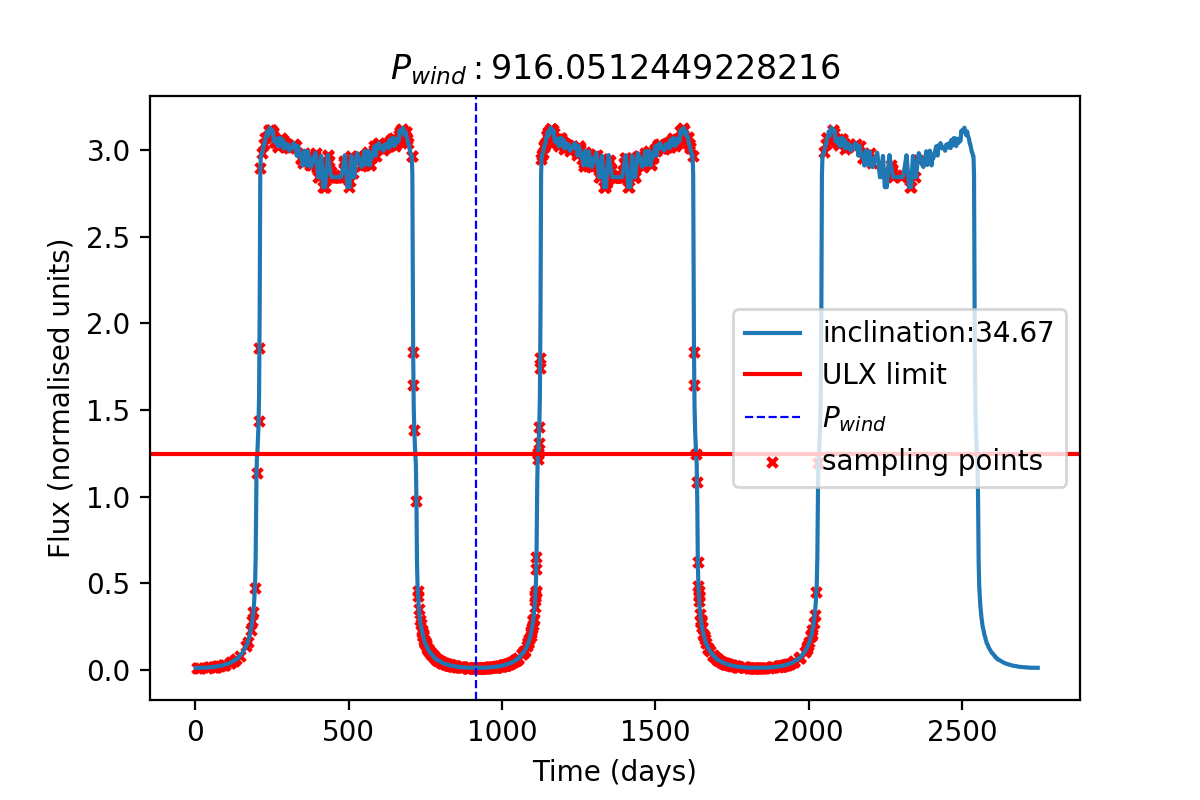 P_wind : 916.0512449228216
3.0
2.5
2.0
1.5
1.0
0.5
0.0
Flux (normalised units)
inclination:34.67
ULX limit
P_wind
sampling points
0 500 1000 1500 2000 2500
Time (days)